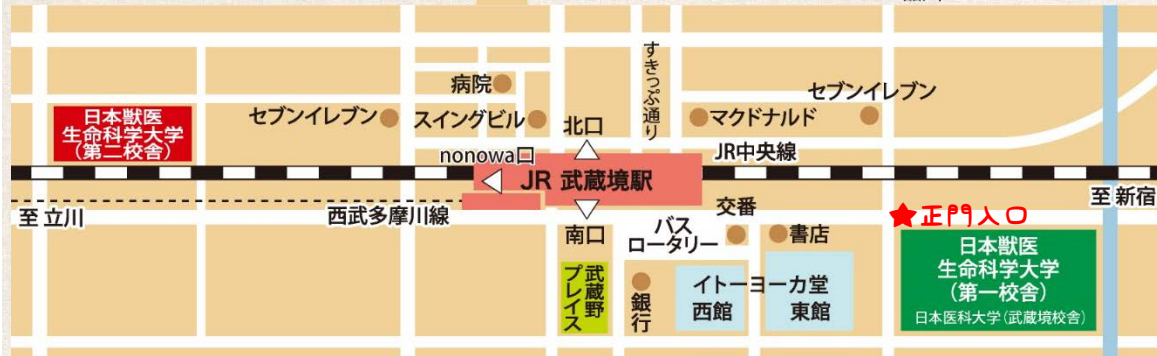 すきっぷ通り
病院
セブンイレブン
日本獣医
生命科学大学
(第二校舎)
セブンイレブン
スイングビル
北口
マクドナルド
nonowa口
JR 武蔵境駅
JR中央線
至 立川
西武多摩川線
至 新宿
南口
バス
ロータリー
交番
書店
★正門入口
武蔵野
プレイス
銀行
イトーヨーカ堂
西館
東館
日本獣医
生命科学大学
(第一校舎)
日本医科大学(武蔵境校舎)